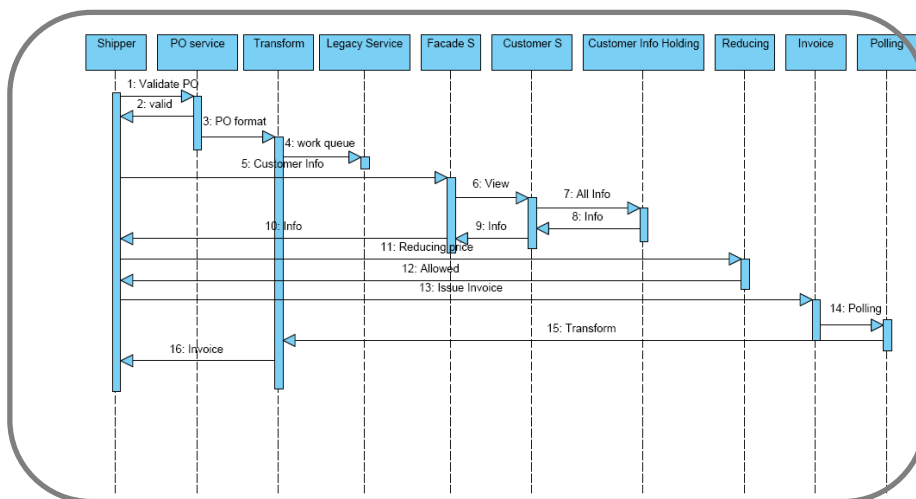 Shipper PO service Transform Legacy Service Facade S Customer S Customer Info Holding Reducing Invoice Polling
1: Validate PO
2: valid
3: PO format
4: work queue
5: Customer Info
6: View
7: All Info
8: Info
9: Info
10: Info
11: Reducing price
12: Allowed
13: Issue Invoice
14: Polling
15: Transform
16: Invoice